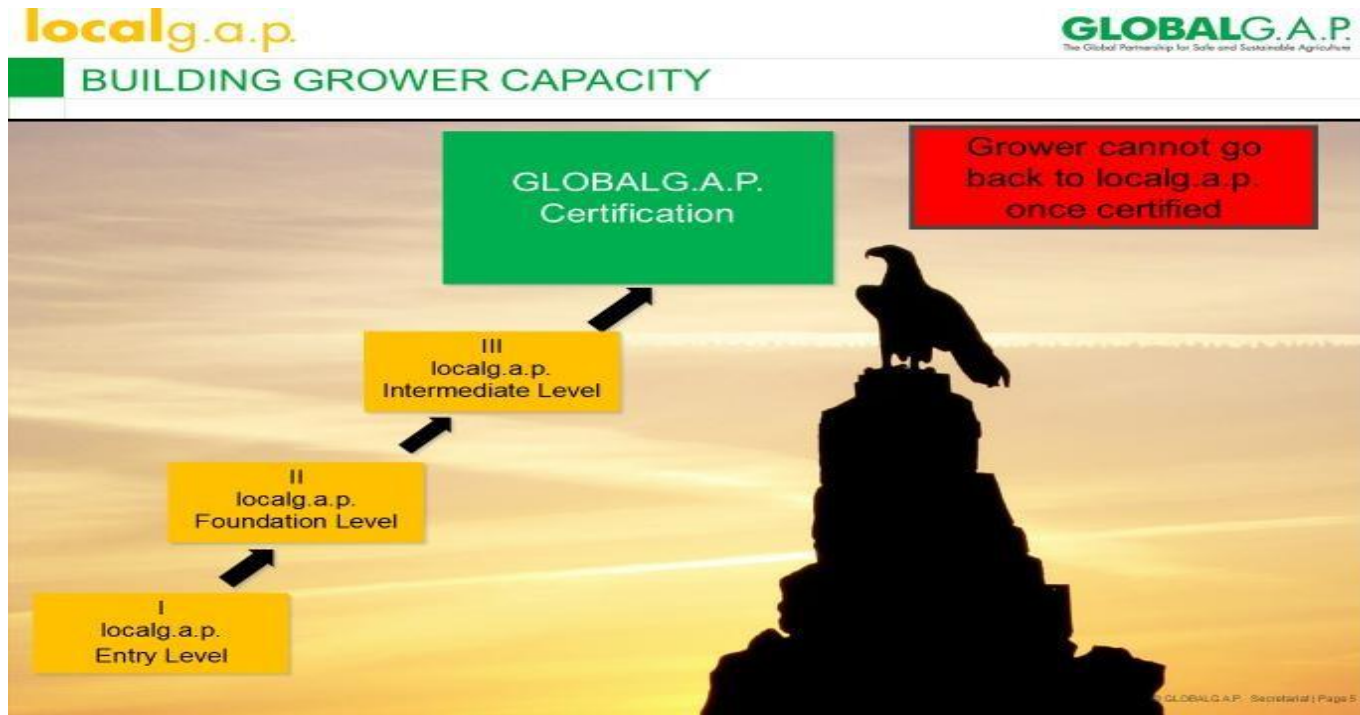 localg.a.p.
GLOBALG.A.P.
The Global Partnership for Safe and Sustainable Agriculture
BUILDING GROWER CAPACITY
GLOBALG.A.P.
Certification
Grower cannot go
back to localg.a.p.
once certified
III
localg.a.p.
Intermediate Level
II
localg.a.p.
Foundation Level
I
localg.a.p.
Entry Level
GLOBALG.A.P. Secretariat | Page 5